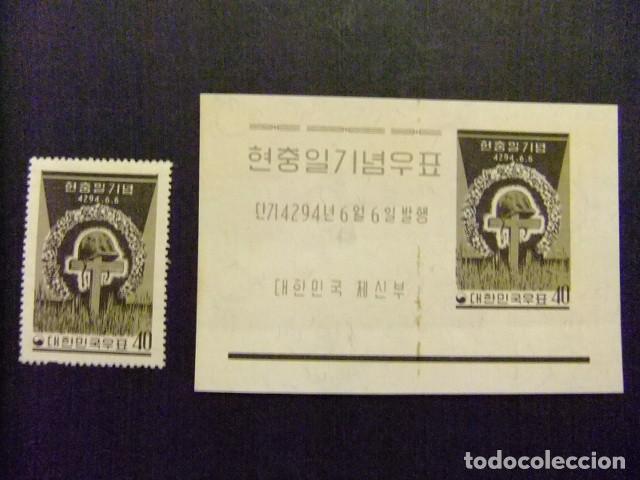 현충일기념
4294.6.6
대한민국우표 40
현충일기념우표
단기4294년 6월 6일 발행
대한민국 체신부
현충일기념
4294.6.6
대한민국우표 40
todocoleccion.net